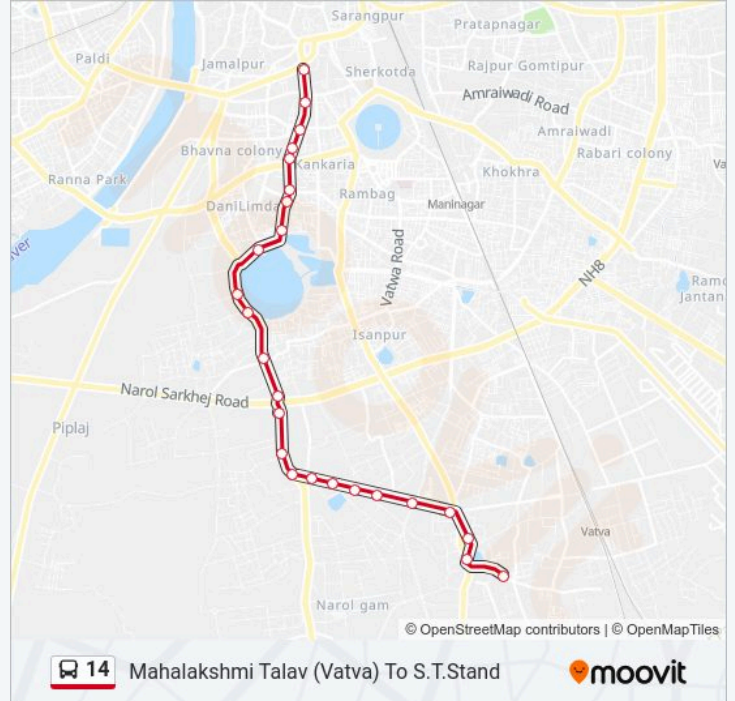 Sarangpur
Pratapnagar
Paldi
Jamalpur
Sherkotda
Rajpur Gomtipur
Amraiwadi Road
Amraiwadi
Bhavna colony
Rabari colony
Kankaria
Khokhra
Ranna Park
Rambag
DaniLimda
Maninagar
Vatwa Road
NH8
Jantan
Isanpur
Narol Sarkhej Road
Piplaj
Vatva
Narol gam
© OpenStreetMap contributors | © OpenMapTiles
14 Mahalakshmi Talav (Vatva) To S.T.Stand
moovit